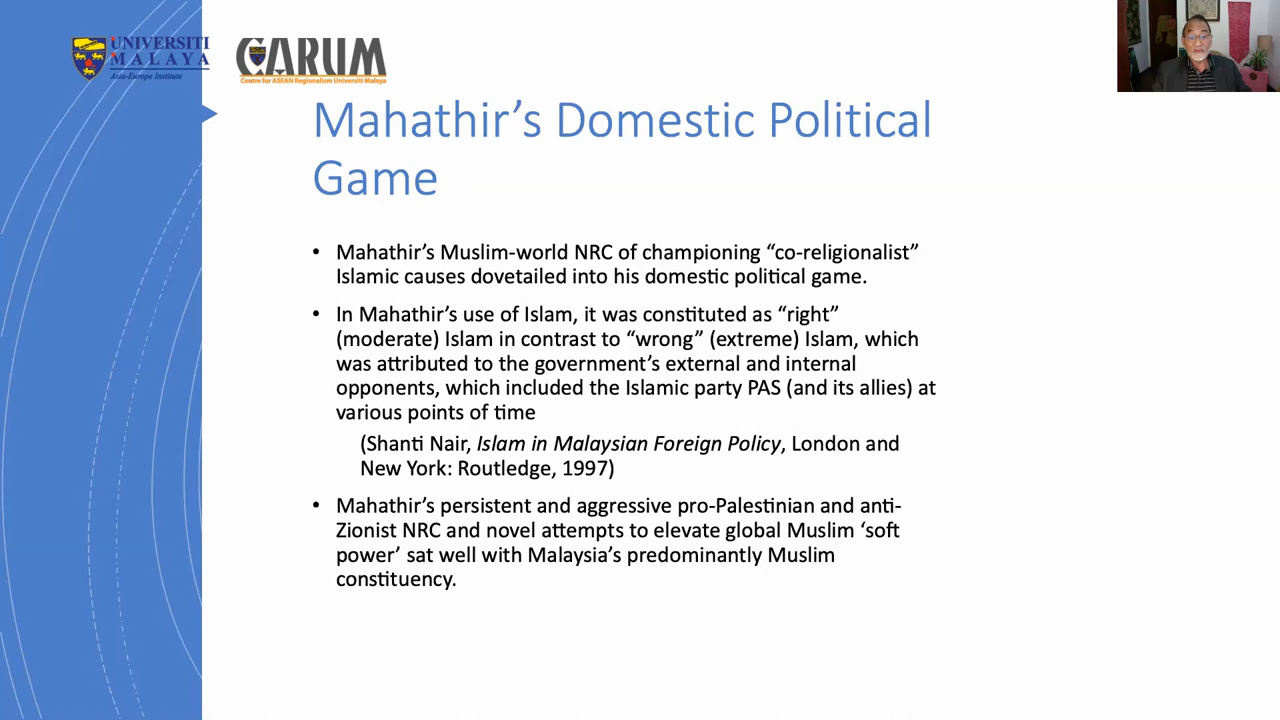 UNIVERSITI
MALAYA
Asia-Europe Institute
CARUM
Centre for ASEAN Regionalism Universiti Malaya
Mahathir’s Domestic Political
Game
• Mahathir’s Muslim-world NRC of championing “co-religionalist”
Islamic causes dovetailed into his domestic political game.
• In Mahathir’s use of Islam, it was constituted as “right”
(moderate) Islam in contrast to “wrong” (extreme) Islam, which
was attributed to the government’s external and internal
opponents, which included the Islamic party PAS (and its allies) at
various points of time
(Shanti Nair, Islam in Malaysian Foreign Policy, London and
New York: Routledge, 1997)
• Mahathir’s persistent and aggressive pro-Palestinian and anti-
Zionist NRC and novel attempts to elevate global Muslim ‘soft
power’ sat well with Malaysia’s predominantly Muslim
constituency.